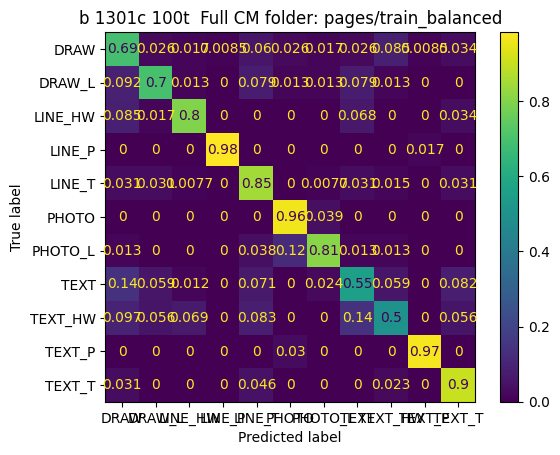 b 1301c 100t  Full CM folder: pages/train_balanced
DRAW 0.69 0.026 0.017 0.0085 0.06 0.026 0.017 0.026 0.085 0.0085 0.034
DRAW_L 0.092 0.7 0.013 0 0.079 0.013 0.013 0.079 0.013 0 0
LINE_HW 0.085 0.017 0.8 0 0 0 0 0.068 0 0 0.034
LINE_P 0 0 0 0.98 0 0 0 0 0 0.017 0
LINE_T 0.031 0.031 0.0077 0 0.85 0 0.0077 0.031 0.015 0 0.031
PHOTO 0 0 0 0 0 0.96 0.039 0 0 0 0
PHOTO_L 0.013 0 0 0 0.038 0.12 0.81 0.013 0.013 0 0
TEXT 0.14 0.059 0.012 0 0.071 0 0.024 0.55 0.059 0 0.082
TEXT_HW 0.097 0.056 0.069 0 0.083 0 0 0.14 0.5 0 0.056
TEXT_P 0 0 0 0 0 0.03 0 0 0 0.97 0
TEXT_T 0.031 0 0 0 0.046 0 0 0 0.023 0 0.9
DRAW DRAW_L LINE_HW LINE_P LINE_T PHOTO PHOTO_L TEXT TEXT_HW TEXT_P TEXT_T
Predicted label
True label
0.8
0.6
0.4
0.2
0.0